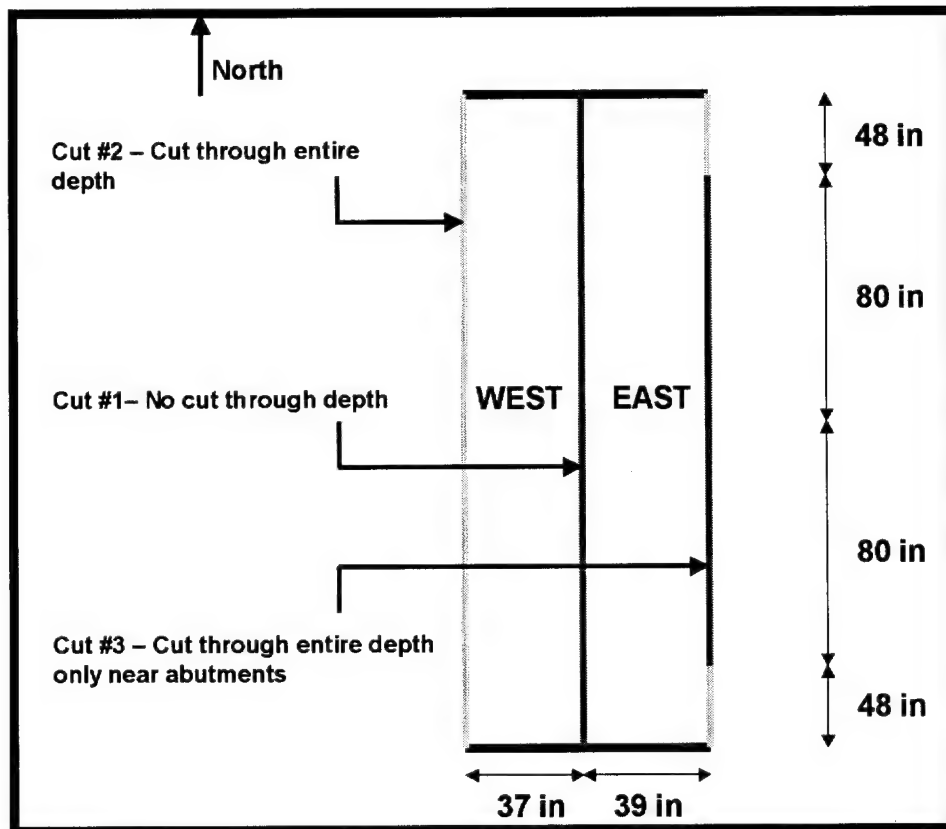 North
48 in
Cut #2 – Cut through entire
depth
80 in
Cut #1– No cut through depth
WEST
EAST
80 in
Cut #3 – Cut through entire depth
only near abutments
48 in
37 in
39 in